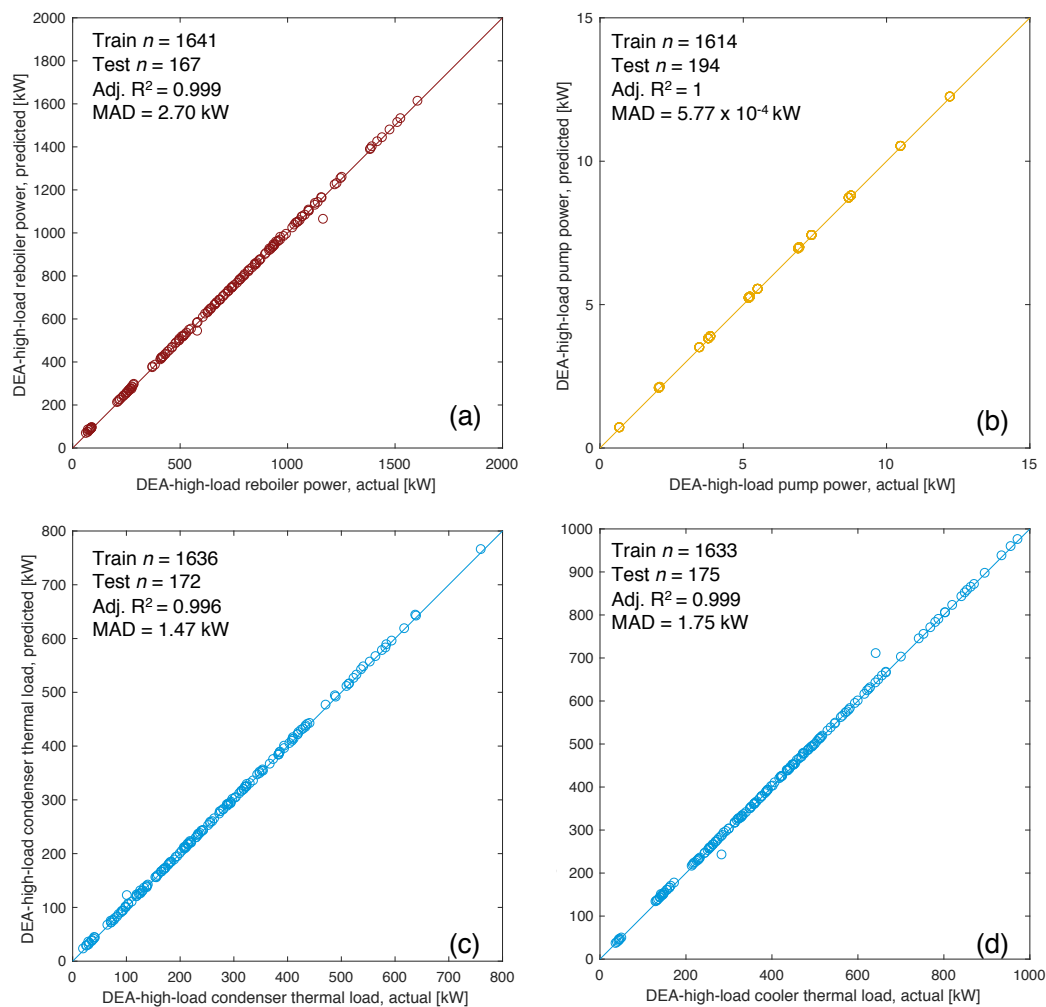 2000
1800
1600
1400
1200
1000
800
600
400
200
0
DEA-high-load reboiler power, predicted [kW]
Train n = 1641
Test n = 167
Adj. R² = 0.999
MAD = 2.70 kW
(a)
0 500 1000 1500 2000
DEA-high-load reboiler power, actual [kW]
15
10
5
0
DEA-high-load pump power, predicted [kW]
Train n = 1614
Test n = 194
Adj. R² = 1
MAD = 5.77 x 10⁻⁴ kW
(b)
0 5 10 15
DEA-high-load pump power, actual [kW]
800
700
600
500
400
300
200
100
0
DEA-high-load condenser thermal load, predicted [kW]
Train n = 1636
Test n = 172
Adj. R² = 0.996
MAD = 1.47 kW
(c)
0 100 200 300 400 500 600 700 800
DEA-high-load condenser thermal load, actual [kW]
1000
900
800
700
600
500
400
300
200
100
0
DEA-high-load cooler thermal load, predicted [kW]
Train n = 1633
Test n = 175
Adj. R² = 0.999
MAD = 1.75 kW
(d)
0 200 400 600 800 1000
DEA-high-load cooler thermal load, actual [kW]